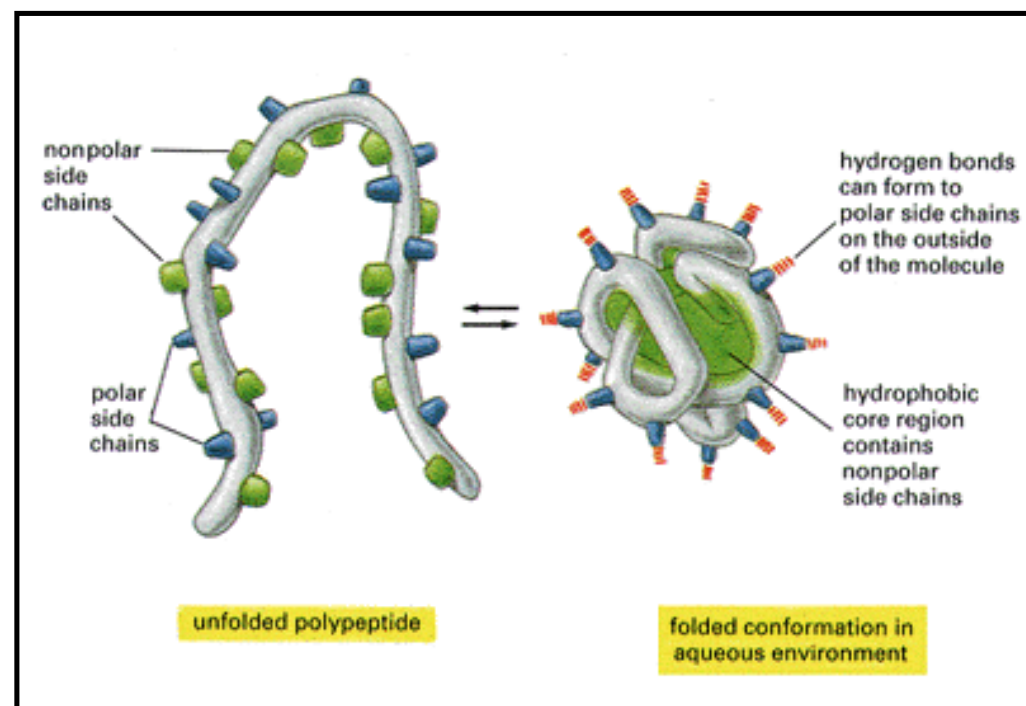 nonpolar
side
chains
polar
side
chains
hydrogen bonds
can form to
polar side chains
on the outside
of the molecule
hydrophobic
core region
contains
nonpolar
side chains
unfolded polypeptide
folded conformation in
aqueous environment